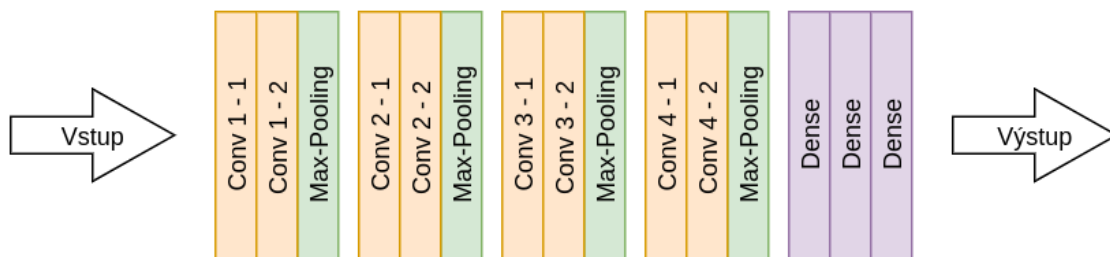 Vstup
Conv 1 - 1
Conv 1 - 2
Max-Pooling
Conv 2 - 1
Conv 2 - 2
Max-Pooling
Conv 3 - 1
Conv 3 - 2
Max-Pooling
Conv 4 - 1
Conv 4 - 2
Max-Pooling
Dense
Dense
Dense
Výstup